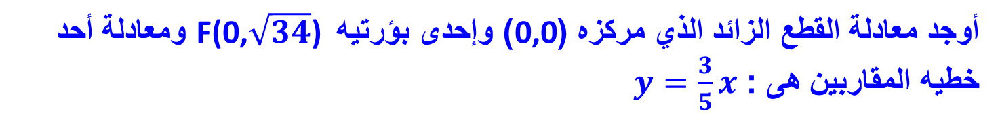 أوجد معادلة القطع الزائد الذي مركزه (0,0) وإحدى بؤرتيه F(0,√34) ومعادلة أحد
خطيه المقاربين هى : y = 3/5 x